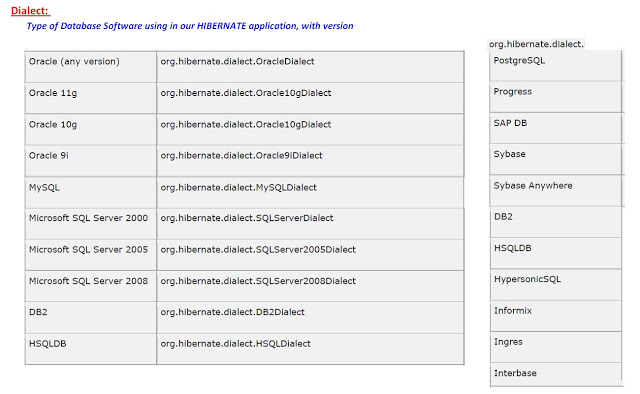 Dialect:
Type of Database Software using in our HIBERNATE application, with version
Oracle (any version) org.hibernate.dialect.OracleDialect
Oracle 11g org.hibernate.dialect.Oracle10gDialect
Oracle 10g org.hibernate.dialect.Oracle10gDialect
Oracle 9i org.hibernate.dialect.Oracle9iDialect
MySQL org.hibernate.dialect.MySQLDialect
Microsoft SQL Server 2000 org.hibernate.dialect.SQLServerDialect
Microsoft SQL Server 2005 org.hibernate.dialect.SQLServer2005Dialect
Microsoft SQL Server 2008 org.hibernate.dialect.SQLServer2008Dialect
DB2 org.hibernate.dialect.DB2Dialect
HSQLDB org.hibernate.dialect.HSQLDialect
org.hibernate.dialect.
PostgreSQL
Progress
SAP DB
Sybase
Sybase Anywhere
DB2
HSQLDB
HypersonicSQL
Informix
Ingres
Interbase